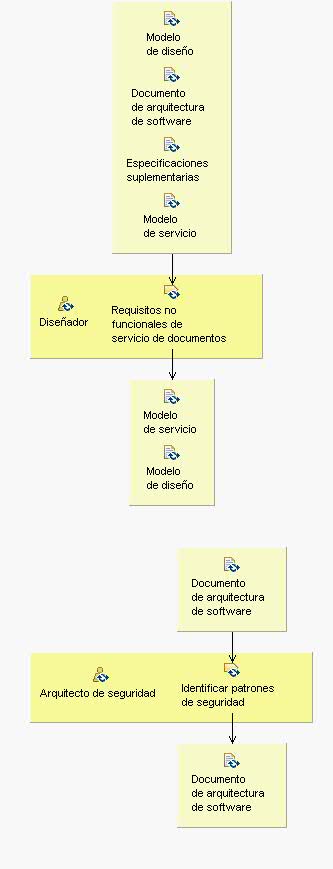 Modelo
de diseño
Documento
de arquitectura
de software
Especificaciones
suplementarias
Modelo
de servicio
Diseñador
Requisitos no
funcionales de
servicio de documentos
Modelo
de servicio
Modelo
de diseño
Documento
de arquitectura
de software
Arquitecto de seguridad
Identificar patrones
de seguridad
Documento
de arquitectura
de software